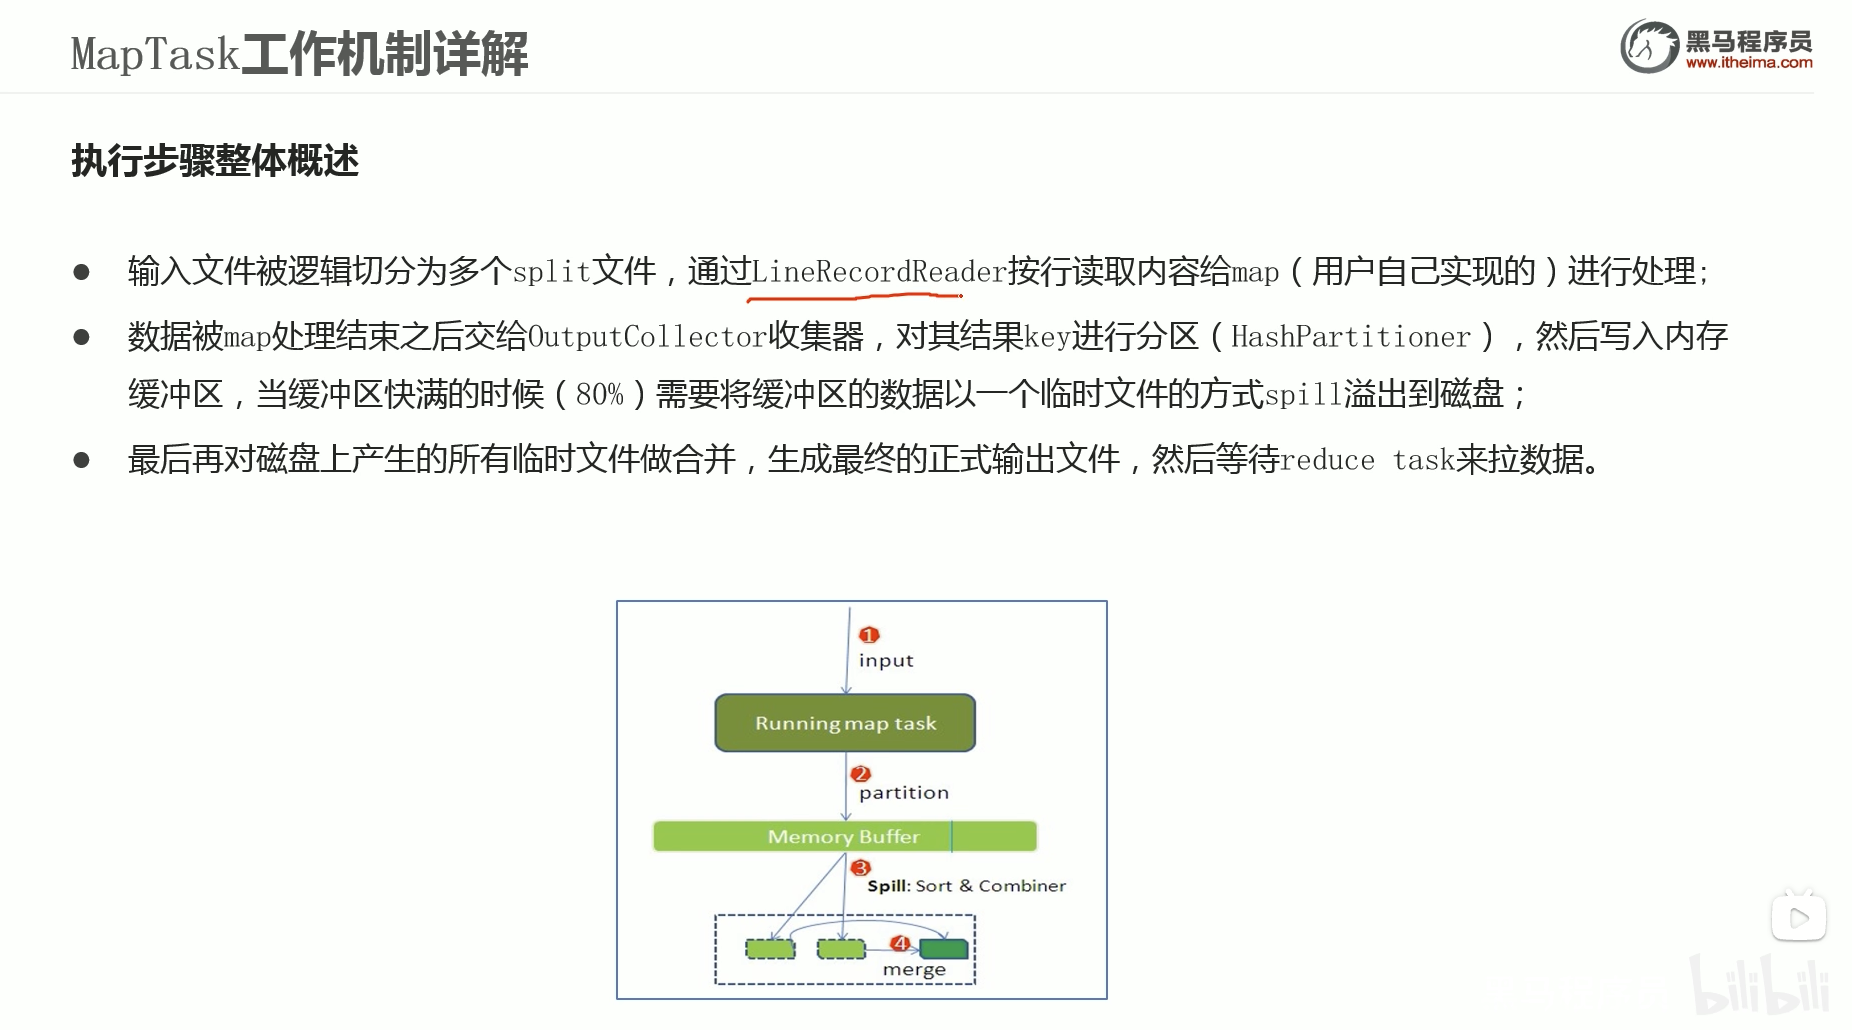 MapTask工作机制详解
黑马程序员
www.itheima.com
执行步骤整体概述
● 输入文件被逻辑切分为多个split文件，通过LineRecordReader按行读取内容给map（用户自己实现的）进行处理；
● 数据被map处理结束之后交给OutputCollector收集器，对其结果key进行分区（HashPartitioner），然后写入内存
缓冲区，当缓冲区快满的时候（80%）需要将缓冲区的数据以一个临时文件的方式spill溢出到磁盘；
● 最后再对磁盘上产生的所有临时文件做合并，生成最终的正式输出文件，然后等待reduce task来拉数据。
1
input
Running map task
2
partition
Memory Buffer
3
Spill: Sort & Combiner
4
merge
bilibili